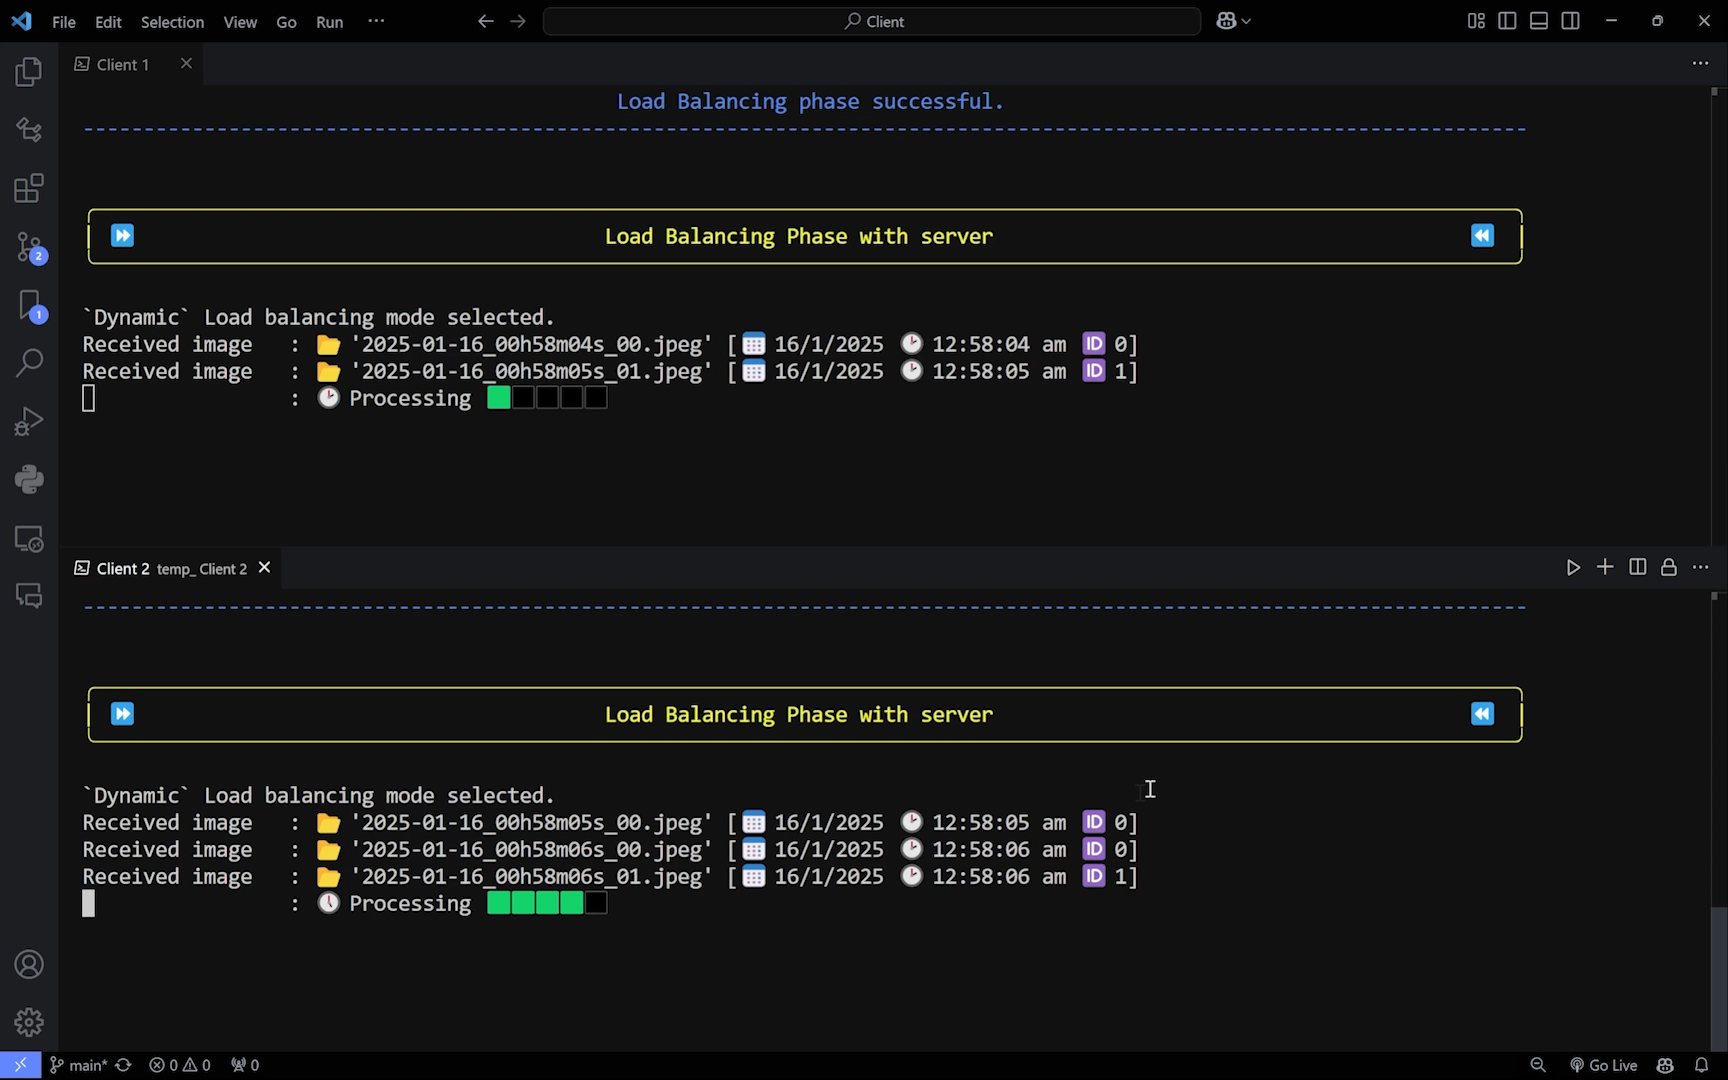 File Edit Selection View Go Run ··· Client
Client 1
Load Balancing phase successful.
Load Balancing Phase with server
`Dynamic` Load balancing mode selected.
Received image : 📂 '2025-01-16_00h58m04s_00.jpeg' [📅 16/1/2025 🕐 12:58:04 am 🆔 0]
Received image : 📂 '2025-01-16_00h58m05s_01.jpeg' [📅 16/1/2025 🕐 12:58:05 am 🆔 1]
: 🕐 Processing
Client 2 temp_ Client 2
Load Balancing Phase with server
`Dynamic` Load balancing mode selected.
Received image : 📂 '2025-01-16_00h58m05s_00.jpeg' [📅 16/1/2025 🕐 12:58:05 am 🆔 0]
Received image : 📂 '2025-01-16_00h58m06s_00.jpeg' [📅 16/1/2025 🕐 12:58:06 am 🆔 0]
Received image : 📂 '2025-01-16_00h58m06s_01.jpeg' [📅 16/1/2025 🕐 12:58:06 am 🆔 1]
: 🕔 Processing
2
1
main* 0 0 0 Go Live